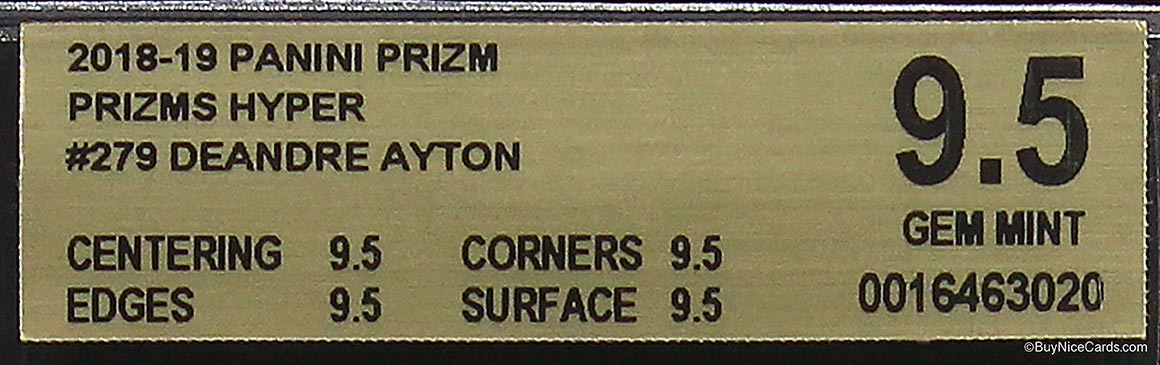 2018-19 PANINI PRIZM
PRIZMS HYPER
#279 DEANDRE AYTON
CENTERING 9.5 CORNERS 9.5
EDGES 9.5 SURFACE 9.5
9.5
GEM MINT
0016463020
©BuyNiceCards.com